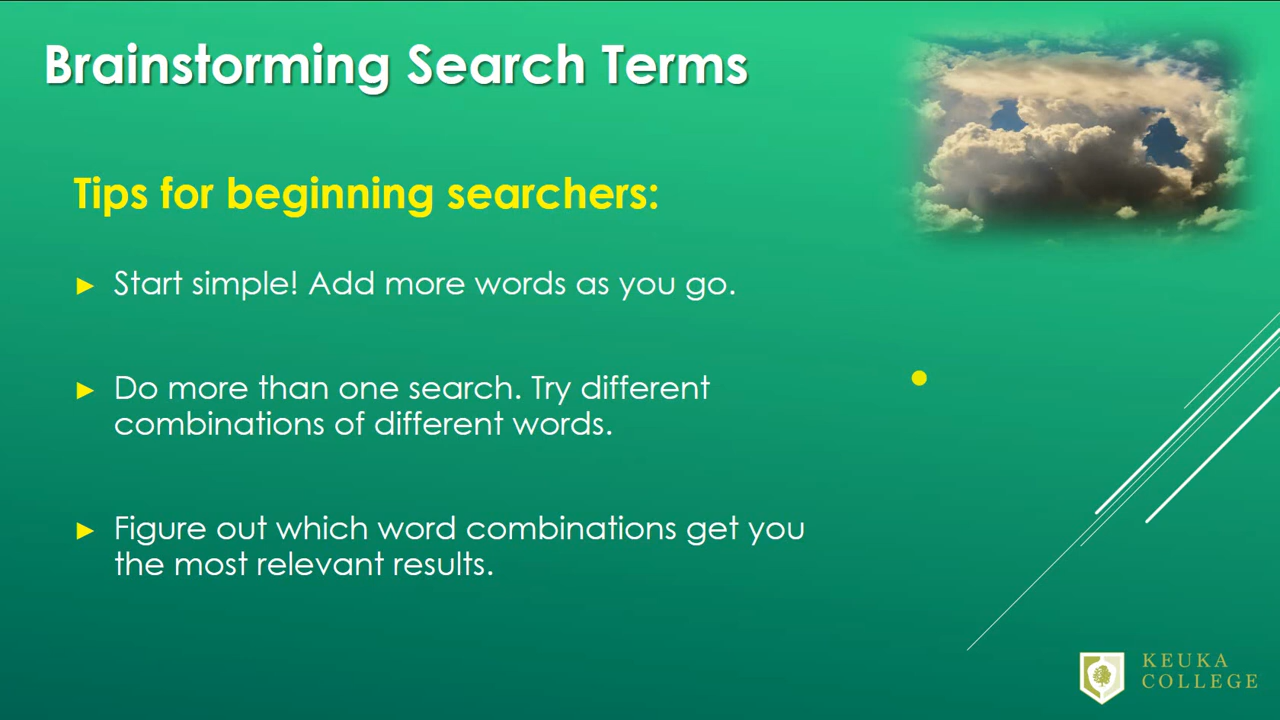 Brainstorming Search Terms
Tips for beginning searchers:
Start simple! Add more words as you go.
Do more than one search. Try different
combinations of different words.
Figure out which word combinations get you
the most relevant results.
KEUKA
COLLEGE